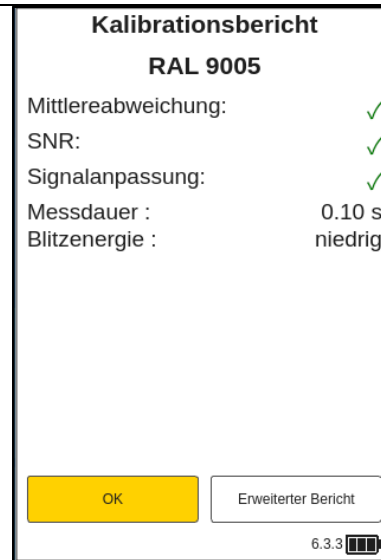 Kalibrationsbericht
RAL 9005
Mittlereabweichung: ✓
SNR: ✓
Signalanpassung: ✓
Messdauer : 0.10 s
Blitzenergie : niedrig
OK Erweiterter Bericht
6.3.3